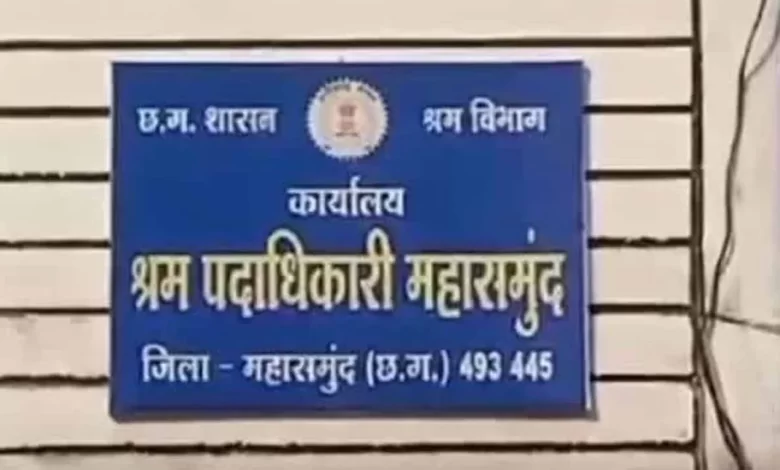 छ.ग. शासन श्रम विभाग
कार्यालय
श्रम पदाधिकारी महासमुंद
जिला - महासमुंद (छ.ग.) 493 445